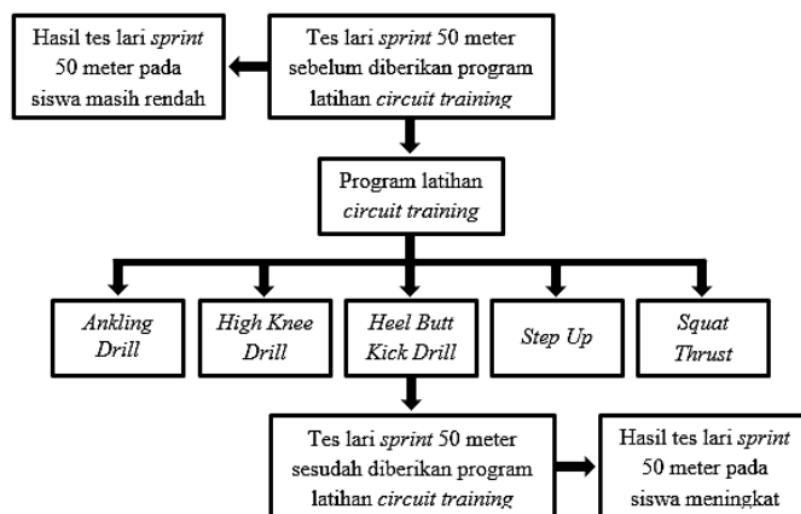 Hasil tes lari sprint
50 meter pada
siswa masih rendah
Tes lari sprint 50 meter
sebelum diberikan program
latihan circuit training
Program latihan
circuit training
Ankling
Drill
High Knee
Drill
Heel Butt
Kick Drill
Step Up
Squat
Thrust
Tes lari sprint 50 meter
sesudah diberikan program
latihan circuit training
Hasil tes lari sprint
50 meter pada
siswa meningkat